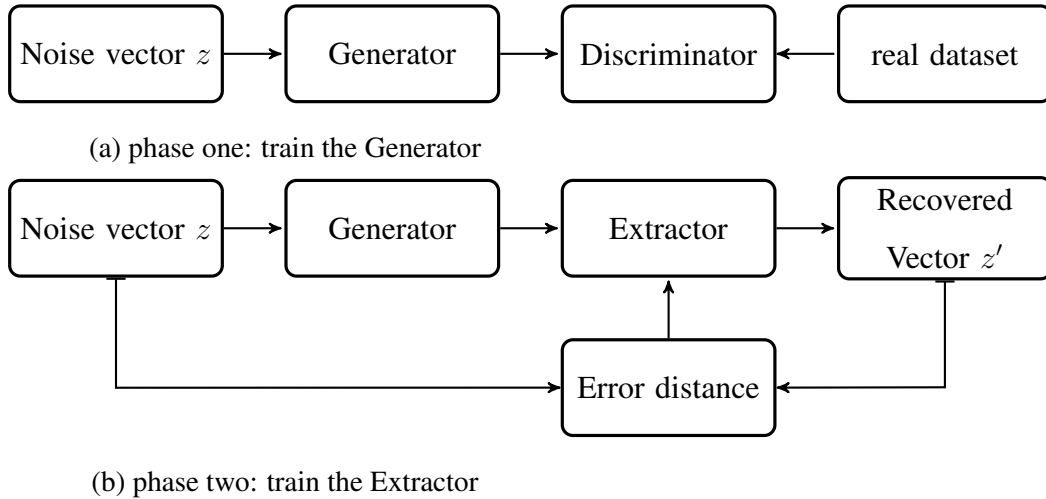 Noise vector z
Generator
Discriminator
real dataset
(a) phase one: train the Generator
Noise vector z
Generator
Extractor
Recovered
Vector z′
Error distance
(b) phase two: train the Extractor